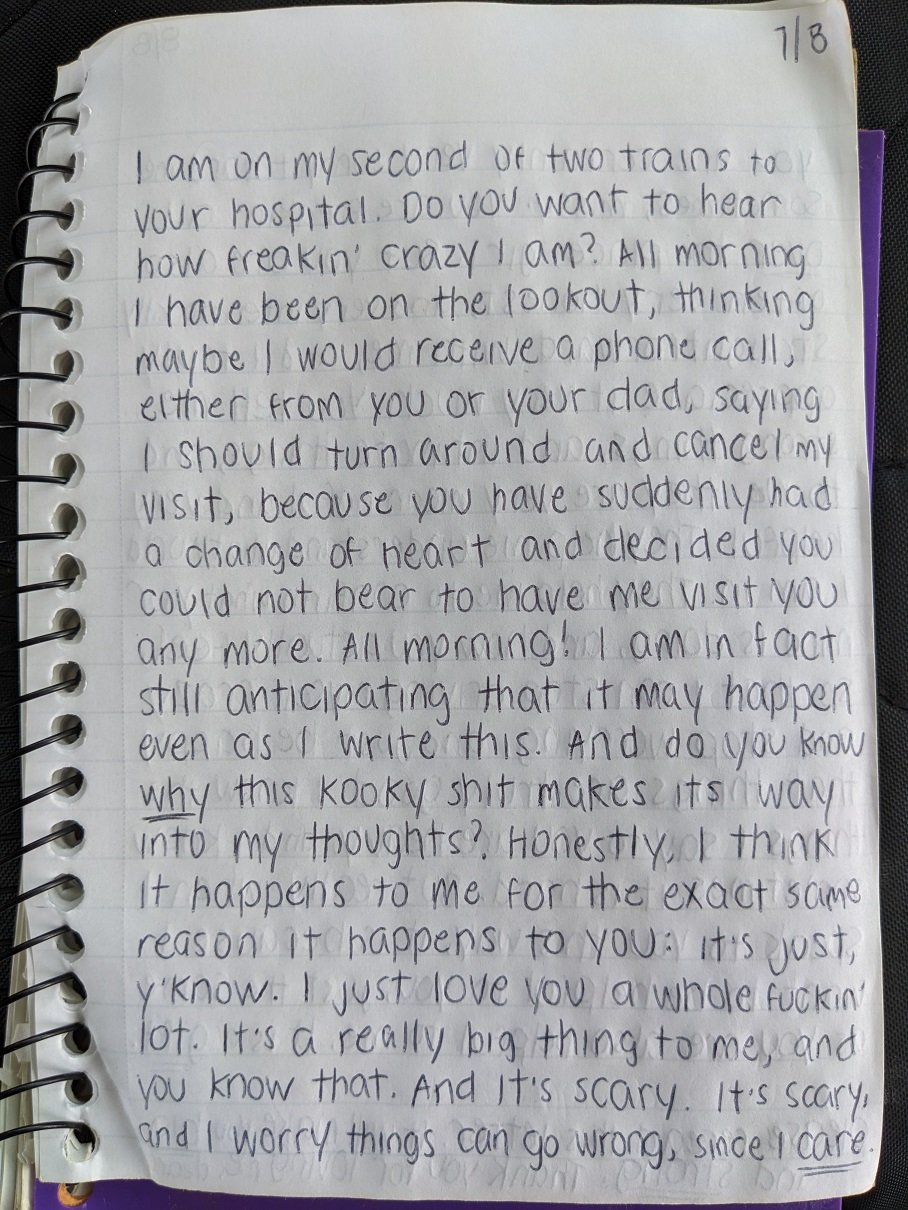 7/8
I am on my second of two trains to
your hospital. Do you want to hear
how freakin' crazy I am? All morning
I have been on the lookout, thinking
maybe I would receive a phone call,
either from you or your dad, saying
I should turn around and cancel my
visit, because you have suddenly had
a change of heart and decided you
could not bear to have me visit you
any more. All morning! I am in fact
still anticipating that it may happen
even as I write this. And do you know
why this kooky shit makes its way
into my thoughts? Honestly, I think
it happens to me for the exact same
reason it happens to you: it's just,
y'know. I just love you a whole fuckin'
lot. It's a really big thing to me, and
you know that. And it's scary. It's scary,
and I worry things can go wrong, since I care.